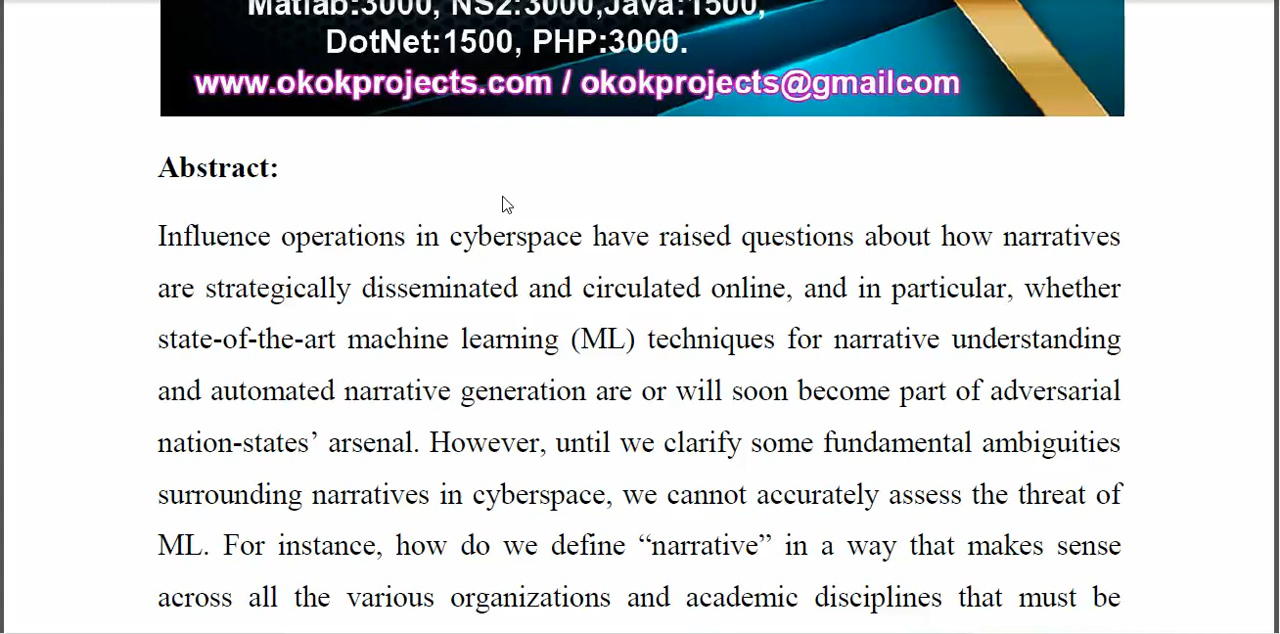 Matlab:3000, NS2:3000,Java:1500,
DotNet:1500, PHP:3000.
www.okokprojects.com / okokprojects@gmailcom
Abstract:
Influence operations in cyberspace have raised questions about how narratives
are strategically disseminated and circulated online, and in particular, whether
state-of-the-art machine learning (ML) techniques for narrative understanding
and automated narrative generation are or will soon become part of adversarial
nation-states’ arsenal. However, until we clarify some fundamental ambiguities
surrounding narratives in cyberspace, we cannot accurately assess the threat of
ML. For instance, how do we define “narrative” in a way that makes sense
across all the various organizations and academic disciplines that must be